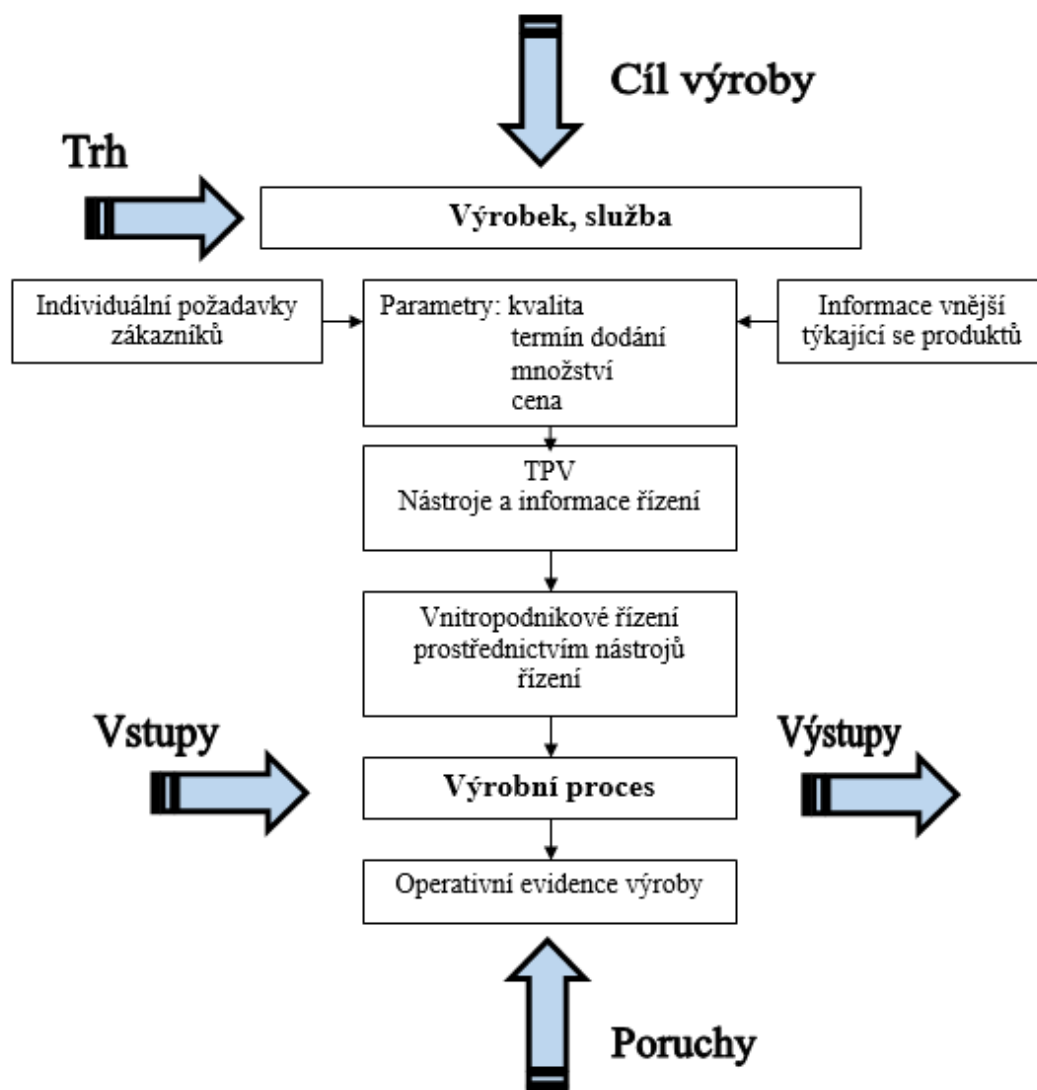 Cíl výroby
Trh
Výrobek, služba
Individuální požadavky
zákazníků
Parametry: kvalita
termín dodání
množství
cena
Informace vnější
týkající se produktů
TPV
Nástroje a informace řízení
Vnitropodnikové řízení
prostřednictvím nástrojů
řízení
Vstupy
Výrobní proces
Výstupy
Operativní evidence výroby
Poruchy